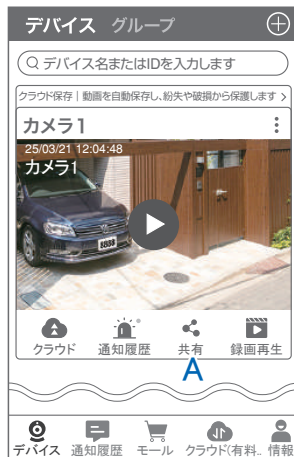 デバイス グループ
デバイス名またはIDを入力します
クラウド保存｜動画を自動保存し、紛失や破損から保護します >
カメラ1
25/03/21 12:04:48
カメラ1
8888
クラウド 通知履歴 共有 録画再生
A
デバイス 通知履歴 モール クラウド(有料.. 情報